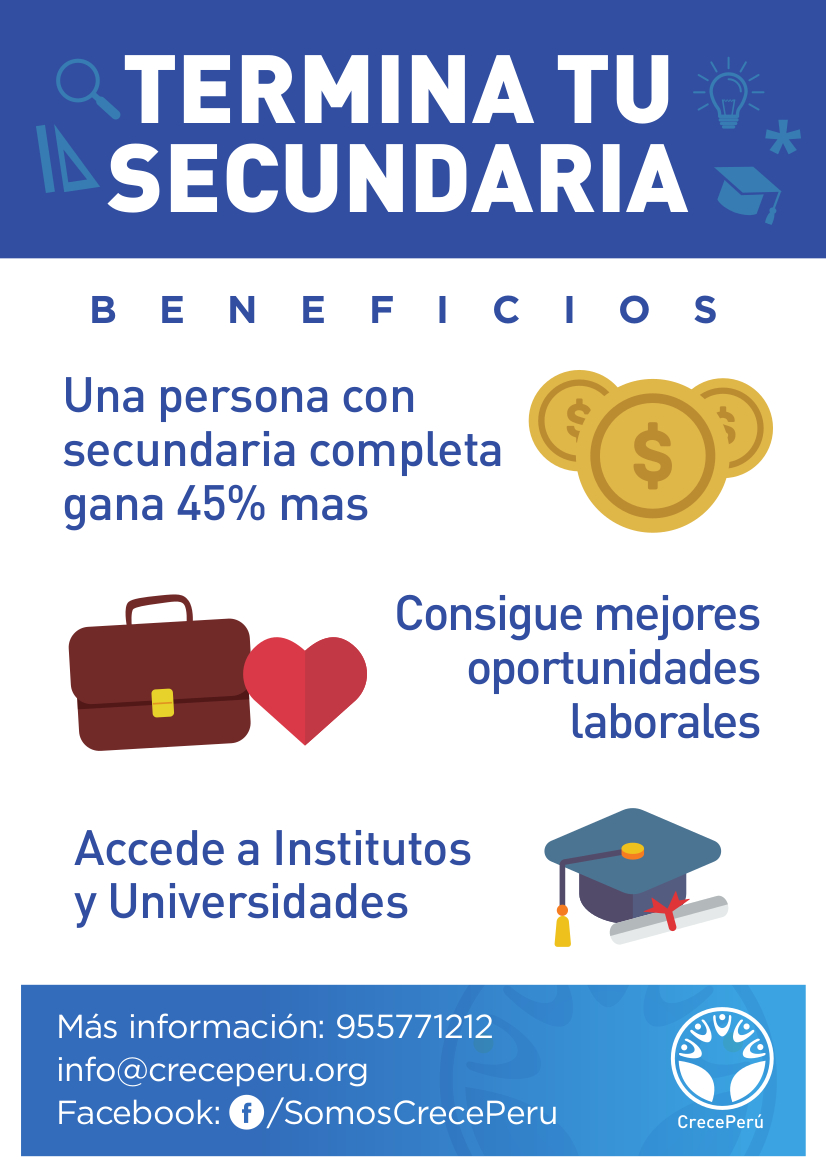 TERMINA TU
SECUNDARIA
BENEFICIOS
Una persona con
secundaria completa
gana 45% mas
$ $ $
Consigue mejores
oportunidades
laborales
Accede a Institutos
y Universidades
Más información: 955771212
info@creceperu.org
Facebook: f/SomosCrecePeru
CrecePerú